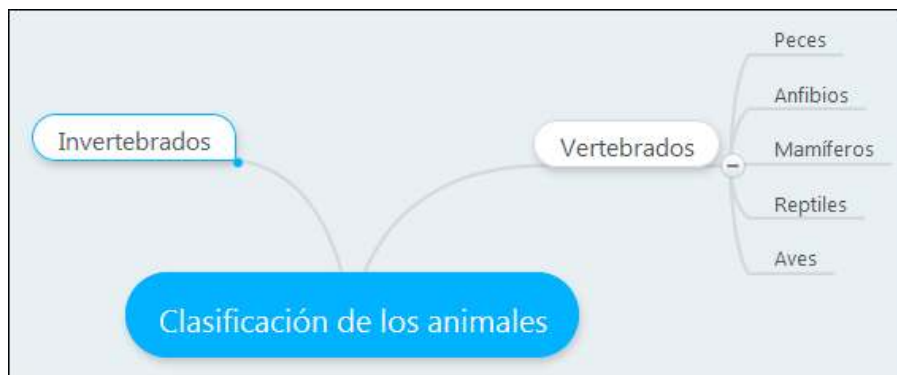 Invertebrados
Vertebrados
Peces
Anfibios
Mamíferos
Reptiles
Aves
Clasificación de los animales